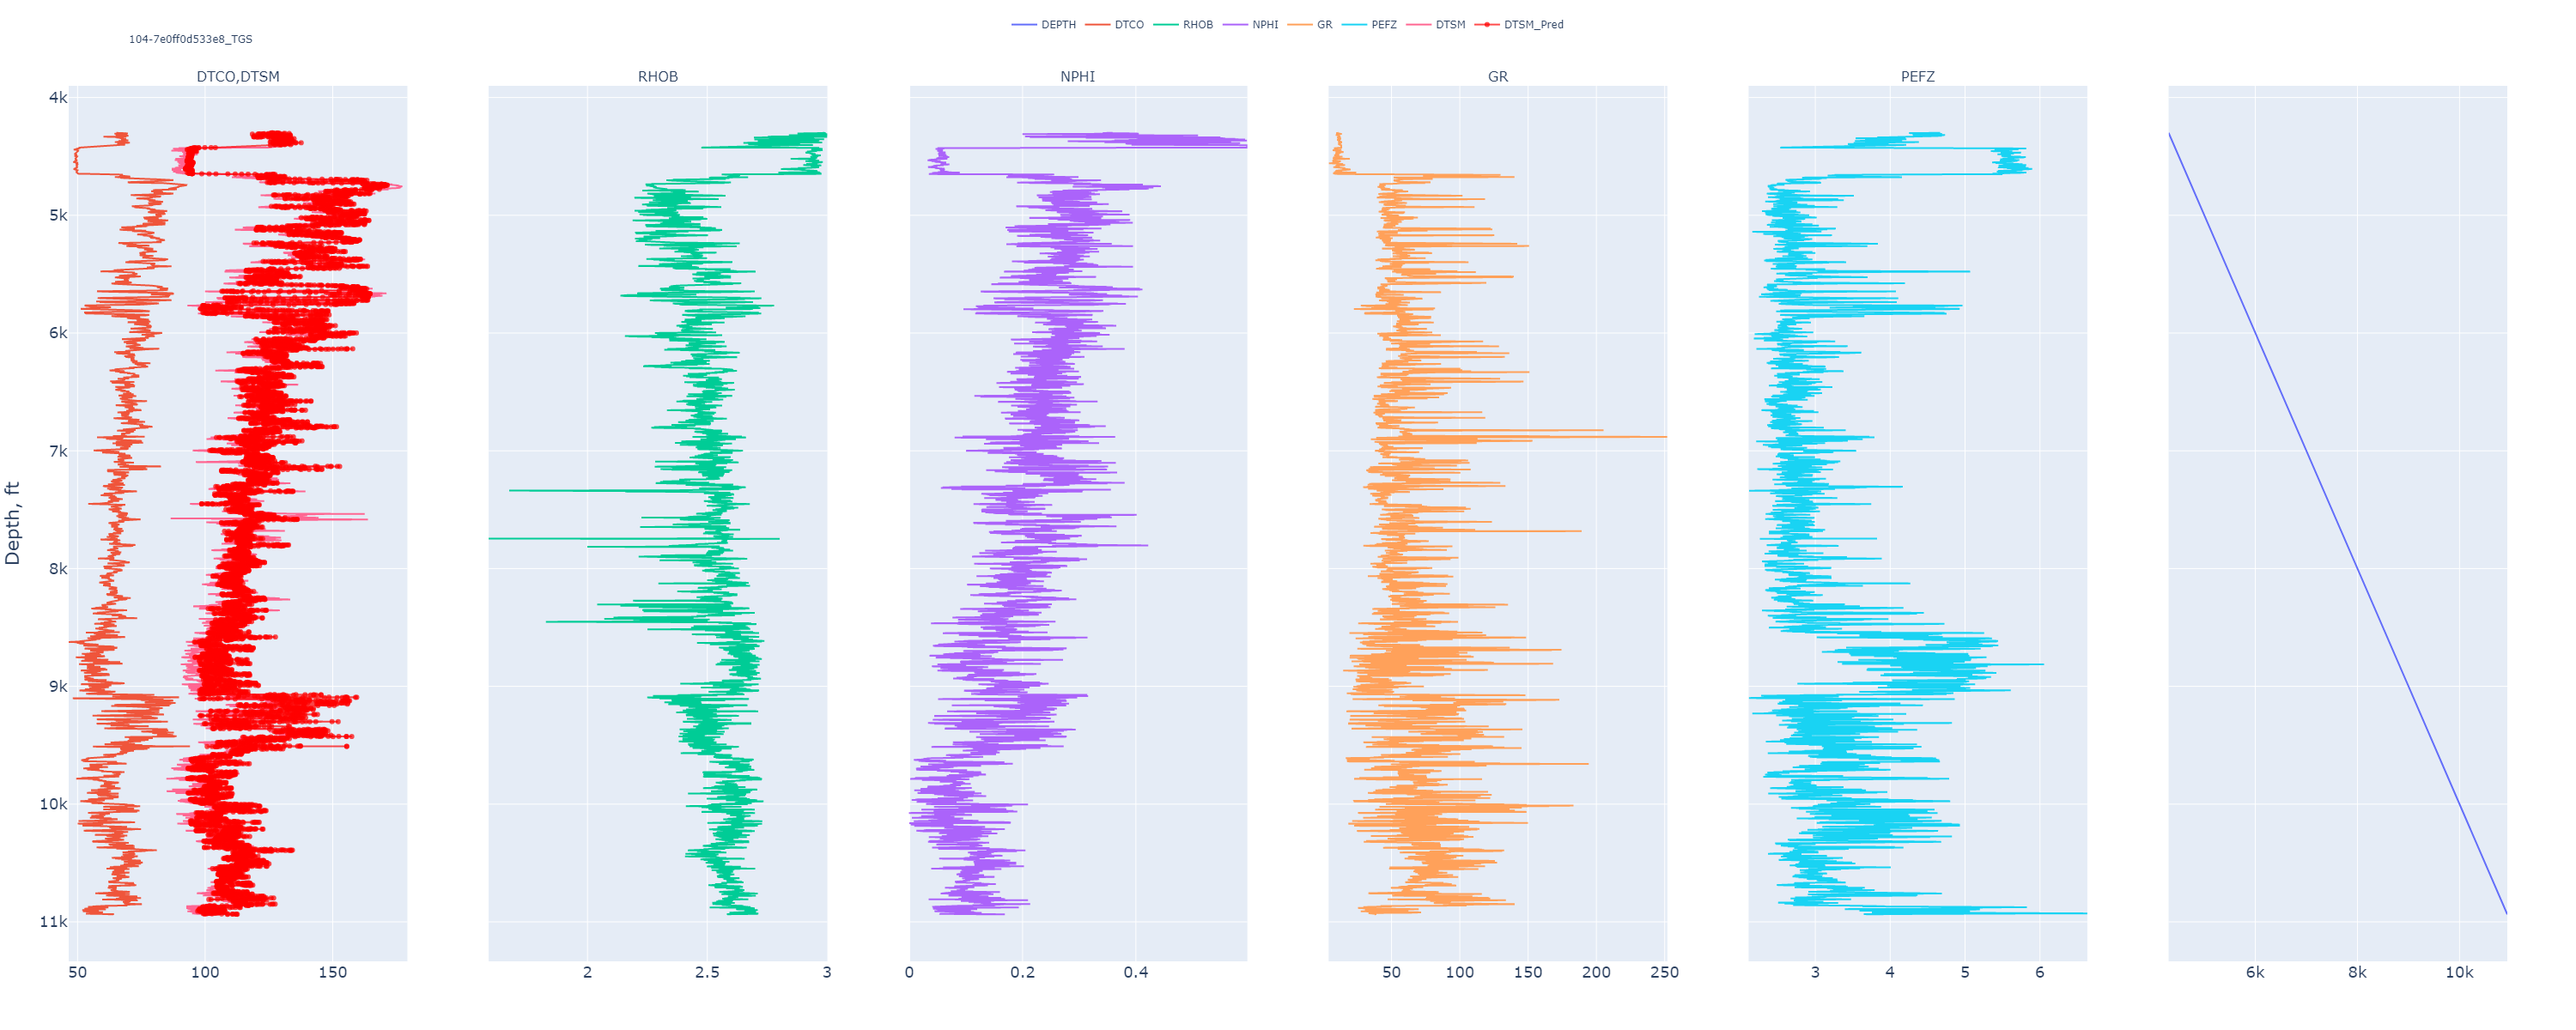 DEPTH DTCO RHOB NPHI GR PEFZ DTSM DTSM_Pred
104-7e0ff0d533e8_TGS
DTCO,DTSM RHOB NPHI GR PEFZ
4k
5k
6k
7k
8k
9k
10k
11k
Depth, ft
50 100 150 2 2.5 3 0 0.2 0.4 50 100 150 200 250 3 4 5 6 6k 8k 10k